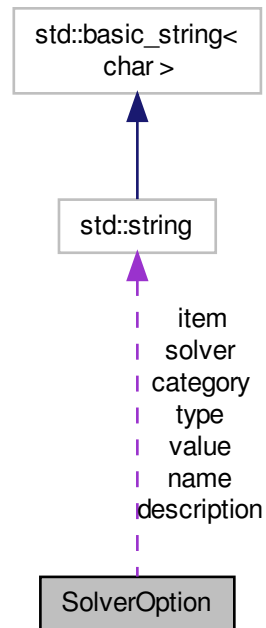 std::basic_string<
char >
std::string
item
solver
category
type
value
name
description
SolverOption